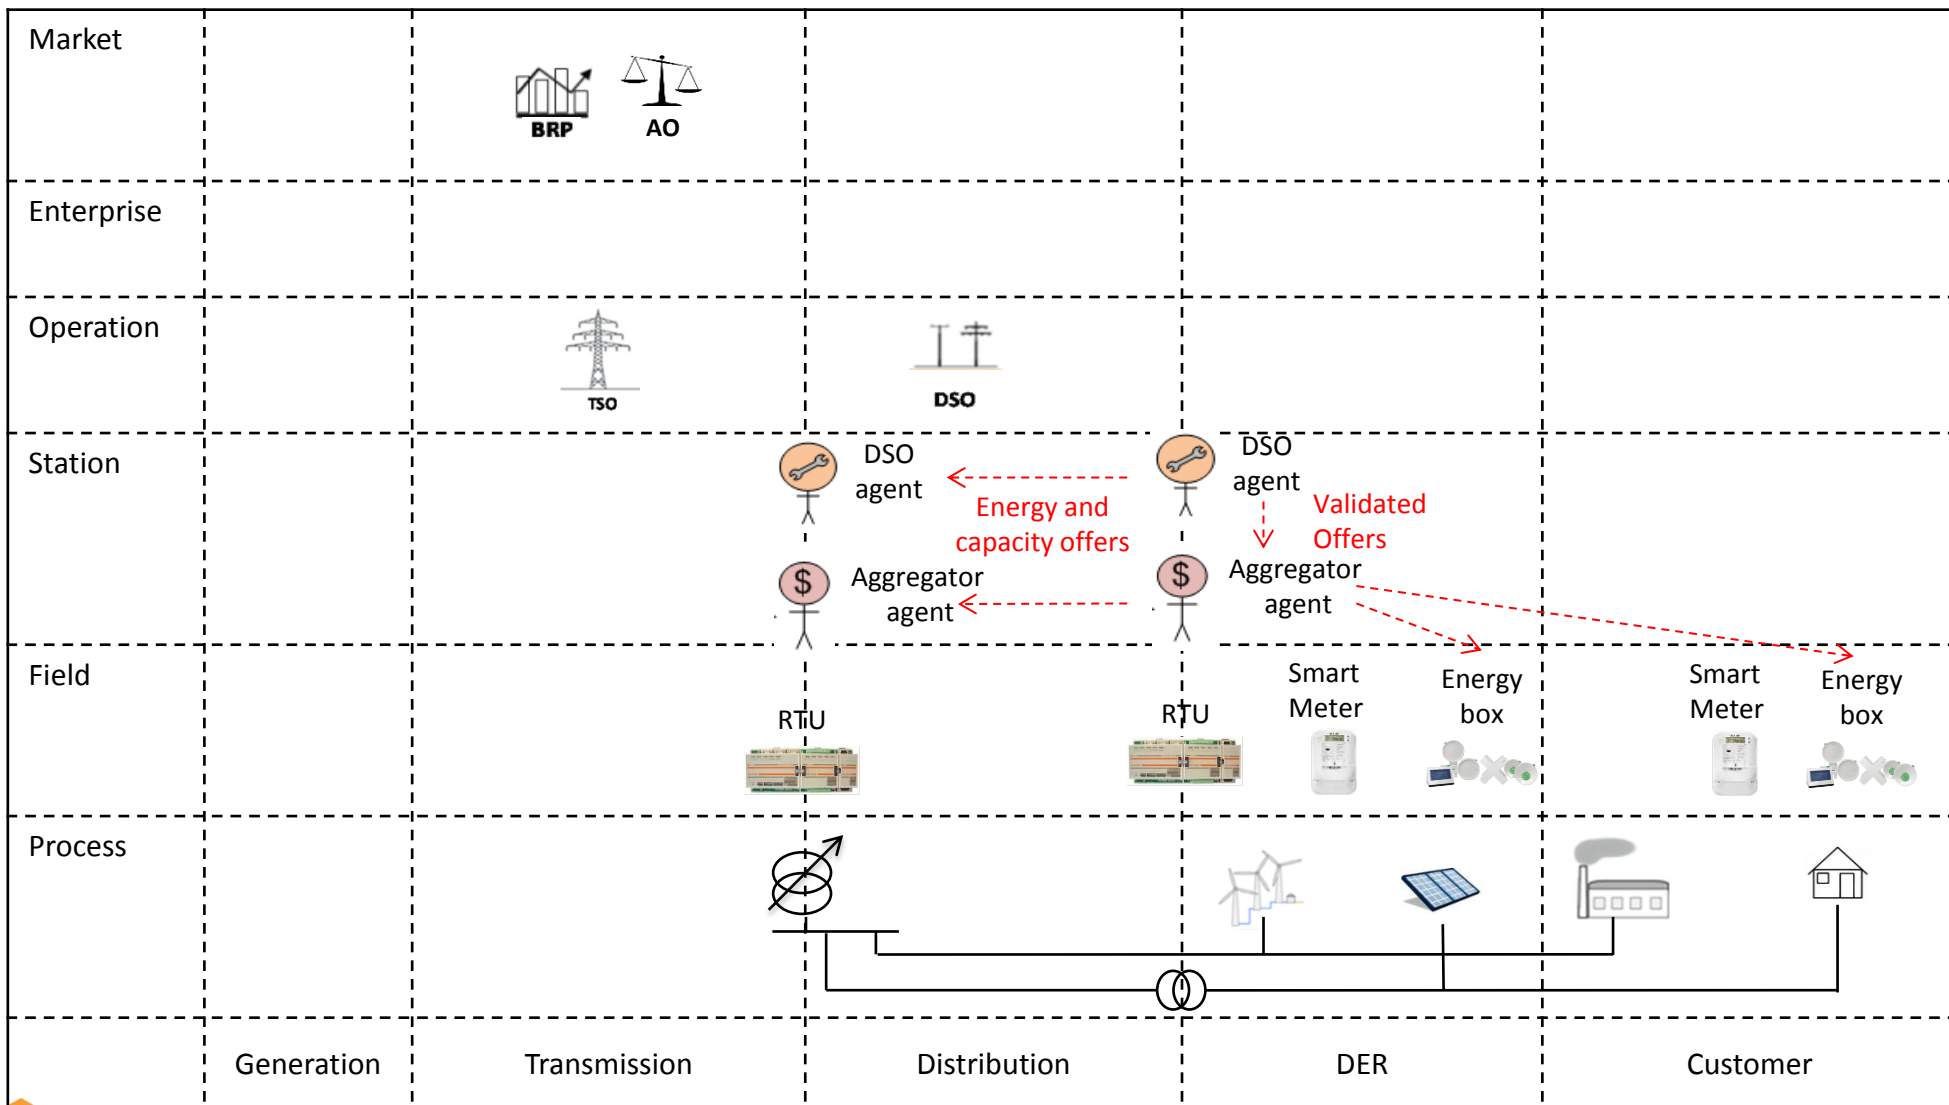 Market
BRP
AO
Enterprise
Operation
TSO
DSO
Station
DSO
agent
DSO
agent
Energy and
capacity offers
Validated
Offers
$
Aggregator
agent
$
Aggregator
agent
Field
RTU
RTU
Smart
Meter
Energy
box
Smart
Meter
Energy
box
Process
Generation
Transmission
Distribution
DER
Customer